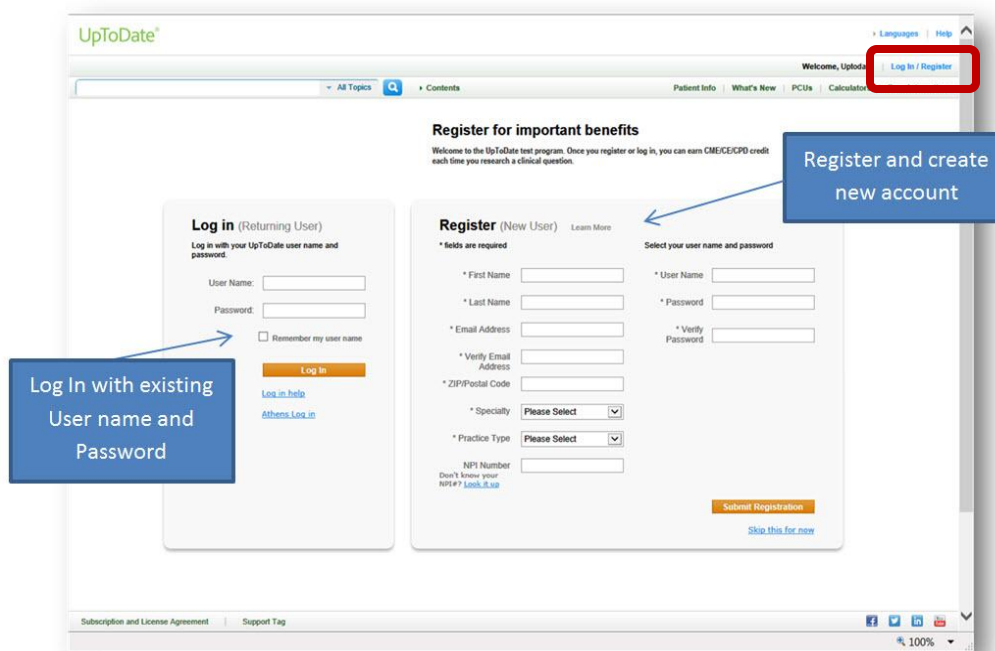 UpToDate®
Languages | Help
Welcome, Uptoda
Log In / Register
All Topics
Contents
Patient Info | What's New | PCUs | Calculator
Register for important benefits
Welcome to the UpToDate test program. Once you register or log in, you can earn CME/CE/CPD credit
each time you research a clinical question.
Register and create
new account
Log in (Returning User)
Log in with your UpToDate user name and
password.
User Name:
Password:
Remember my user name
Log In
Log in help
Athens Log in
Log In with existing
User name and
Password
Register (New User) Learn More
* fields are required
* First Name
* Last Name
* Email Address
* Verify Email
Address
* ZIP/Postal Code
* Specialty Please Select
* Practice Type Please Select
NPI Number
Don't know your
NPI#? Look it up
Select your user name and password
* User Name
* Password
* Verify
Password
Submit Registration
Skip this for now
Subscription and License Agreement | Support Tag
100%